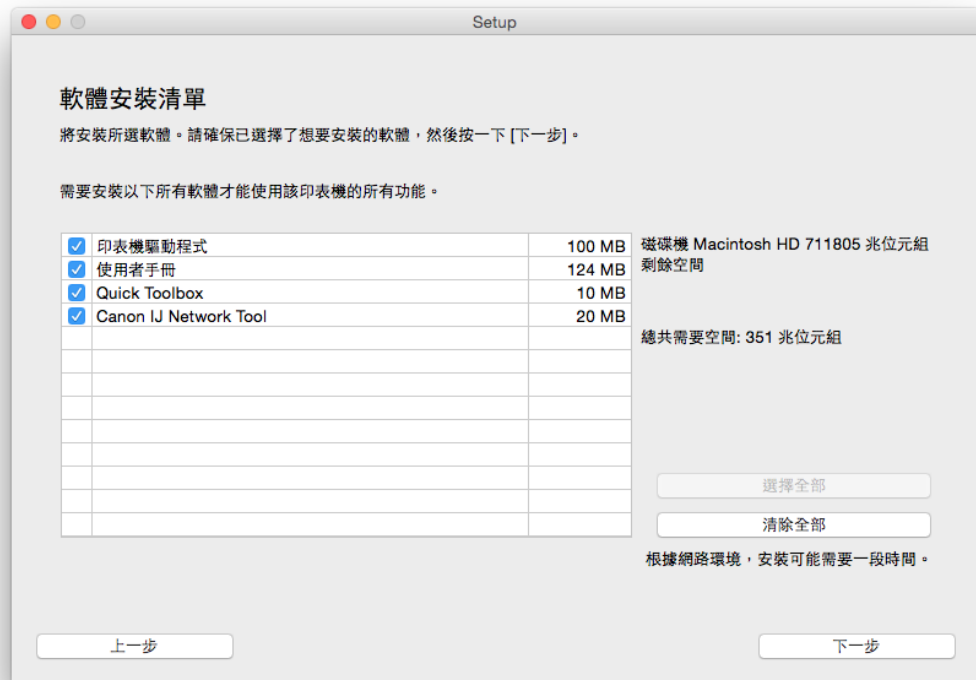 Setup
軟體安裝清單
將安裝所選軟體。請確保已選擇了想要安裝的軟體，然後按一下 [下一步]。
需要安裝以下所有軟體才能使用該印表機的所有功能。
印表機驅動程式 100 MB
使用者手冊 124 MB
Quick Toolbox 10 MB
Canon IJ Network Tool 20 MB
磁碟機 Macintosh HD 711805 兆位元組
剩餘空間
總共需要空間: 351 兆位元組
選擇全部
清除全部
根據網路環境，安裝可能需要一段時間。
上一步
下一步